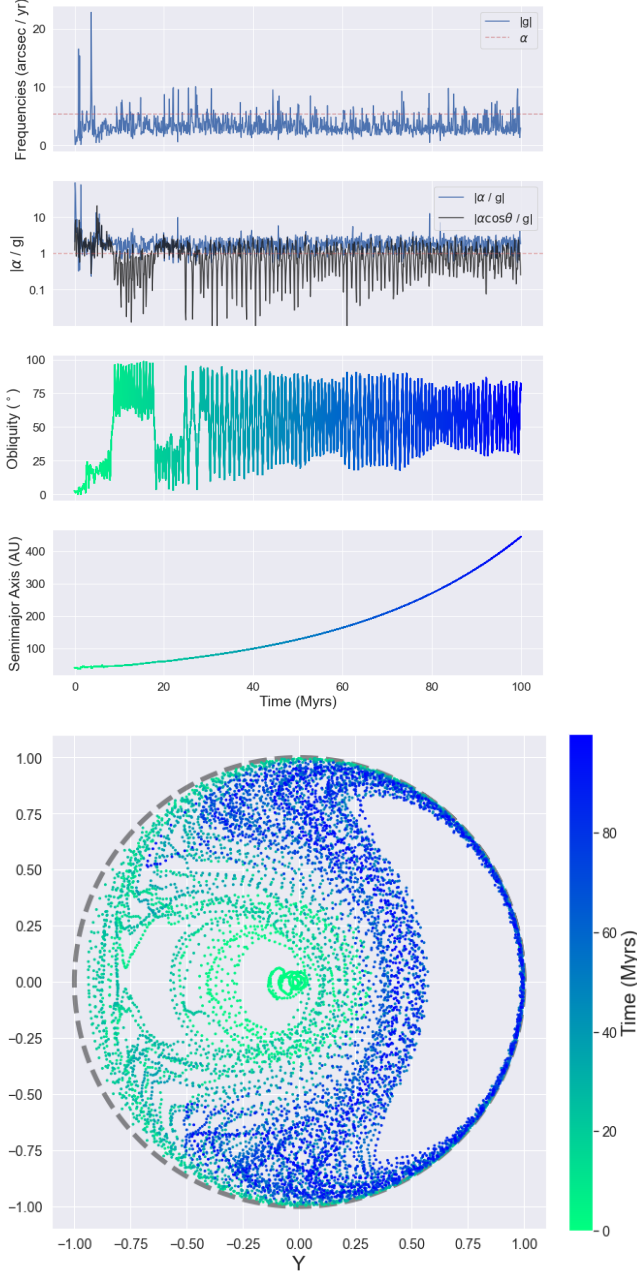 Frequencies (arcsec / yr)
20
10
0
|g|
α
|α / g|
10
1
0.1
|α / g|
|αcosθ / g|
Obliquity (°)
100
75
50
25
0
Semimajor Axis (AU)
400
300
200
100
0 20 40 60 80 100
Time (Myrs)
1.00
0.75
0.50
0.25
0.00
−0.25
−0.50
−0.75
−1.00
−1.00 −0.75 −0.50 −0.25 0.00 0.25 0.50 0.75 1.00
Y
80
60
40
20
0
Time (Myrs)